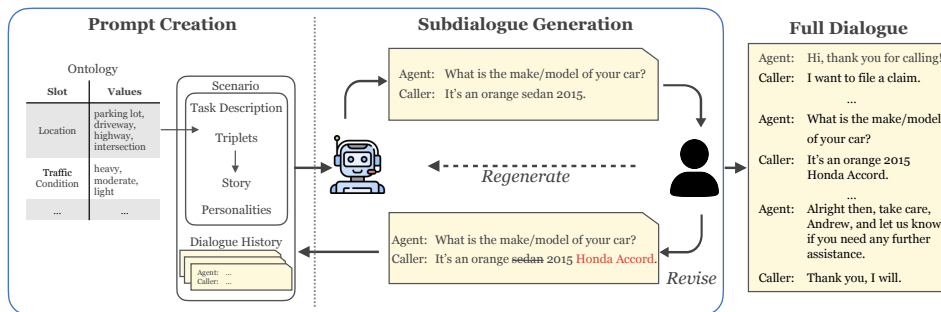 Prompt Creation
Subdialogue Generation
Full Dialogue
Ontology
Slot Values
Location
parking lot,
driveway,
highway,
intersection
Traffic
Condition
heavy,
moderate,
light
... ...
Scenario
Task Description
Triplets
Story
Personalities
Dialogue History
Agent: ...
Caller: ...
Agent: What is the make/model of your car?
Caller: It's an orange sedan 2015.
Regenerate
Agent: What is the make/model of your car?
Caller: It's an orange sedan 2015 Honda Accord.
Revise
Agent: Hi, thank you for calling!
Caller: I want to file a claim.
...
Agent: What is the make/model
of your car?
Caller: It's an orange 2015
Honda Accord.
...
Agent: Alright then, take care,
Andrew, and let us know
if you need any further
assistance.
Caller: Thank you, I will.